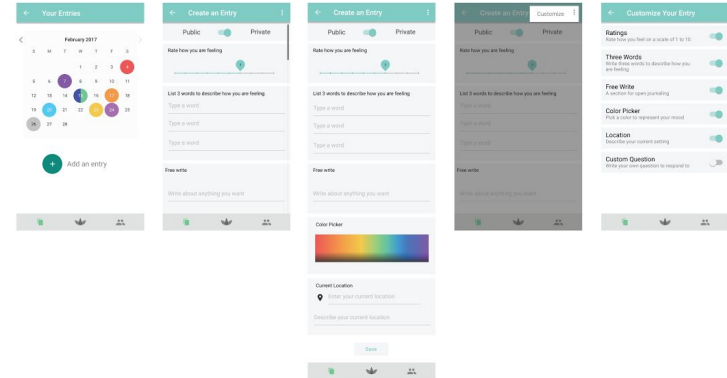 Your Entries
February 2017
S M T W T F S
1 2 3 4
5 6 7 8 9 10 11
12 13 14 15 16 17 18
19 20 21 22 23 24 25
26 27 28
+ Add an entry
Create an Entry
Public Private
Rate how you are feeling
List 3 words to describe how you are feeling
Type a word
Type a word
Type a word
Free write
Write about anything you want
Create an Entry
Public Private
Rate how you are feeling
List 3 words to describe how you are feeling
Type a word
Type a word
Type a word
Free write
Write about anything you want
Color Picker
Current Location
Enter your current location
Describe your current location
Save
Create an Entry
Customize
Public Private
Rate how you are feeling
List 3 words to describe how you are feeling
Type a word
Type a word
Type a word
Free write
Write about anything you want
Customize Your Entry
Ratings
Rate how you feel on a scale of 1 to 10
Three Words
Write three words to describe how you
are feeling
Free Write
A section for open journaling
Color Picker
Pick a color to represent your mood
Location
Describe your current setting
Custom Question
Write your own question to respond to